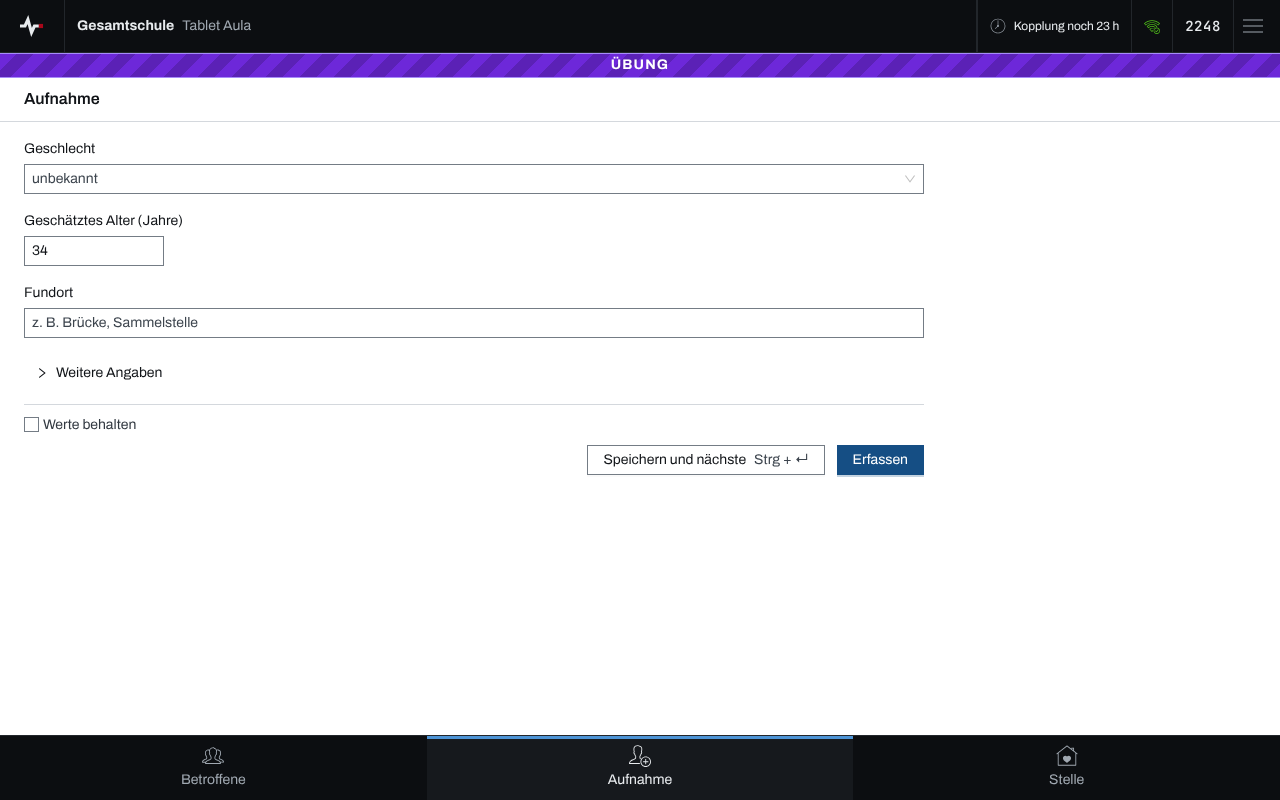 Gesamtschule Tablet Aula Kopplung noch 23 h 2248
ÜBUNG
Aufnahme
Geschlecht
unbekannt
Geschätztes Alter (Jahre)
34
Fundort
z. B. Brücke, Sammelstelle
Weitere Angaben
Werte behalten
Speichern und nächste Strg + ↵ Erfassen
Betroffene Aufnahme Stelle